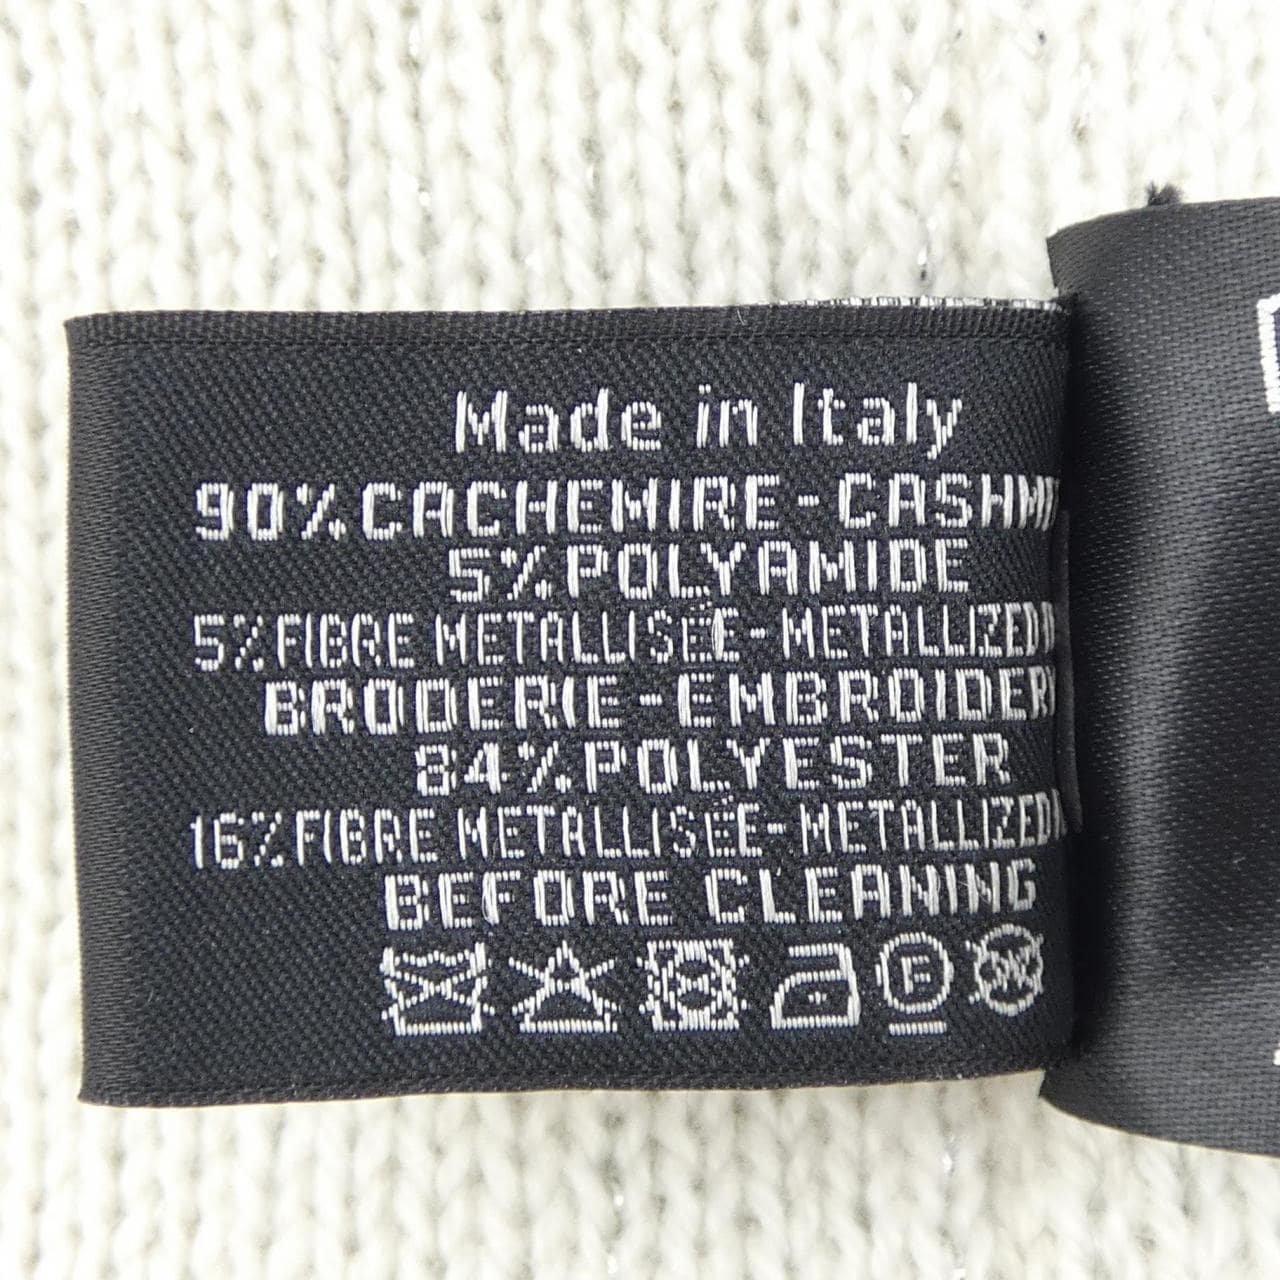 Made in Italy
90% CACHEMIRE - CASHM
5% POLYAMIDE
5% FIBRE METALLISÉE - METALLIZED
BRODERIE - EMBROIDERY
84% POLYESTER
16% FIBRE METALLISÉE - METALLIZED
BEFORE CLEANING
F W